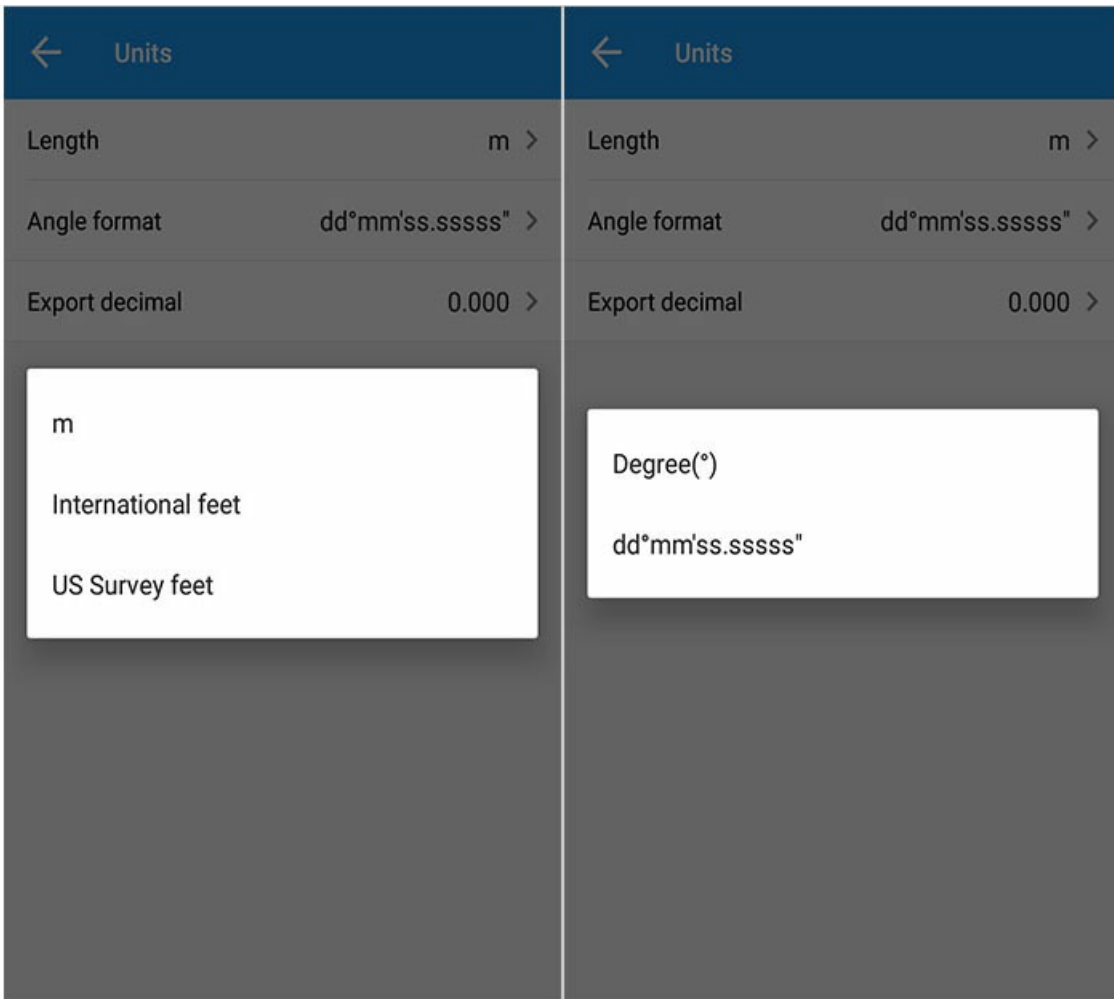 Units
Length m
Angle format dd°mm'ss.sssss"
Export decimal 0.000
m
International feet
US Survey feet
Units
Length m
Angle format dd°mm'ss.sssss"
Export decimal 0.000
Degree(°)
dd°mm'ss.sssss"